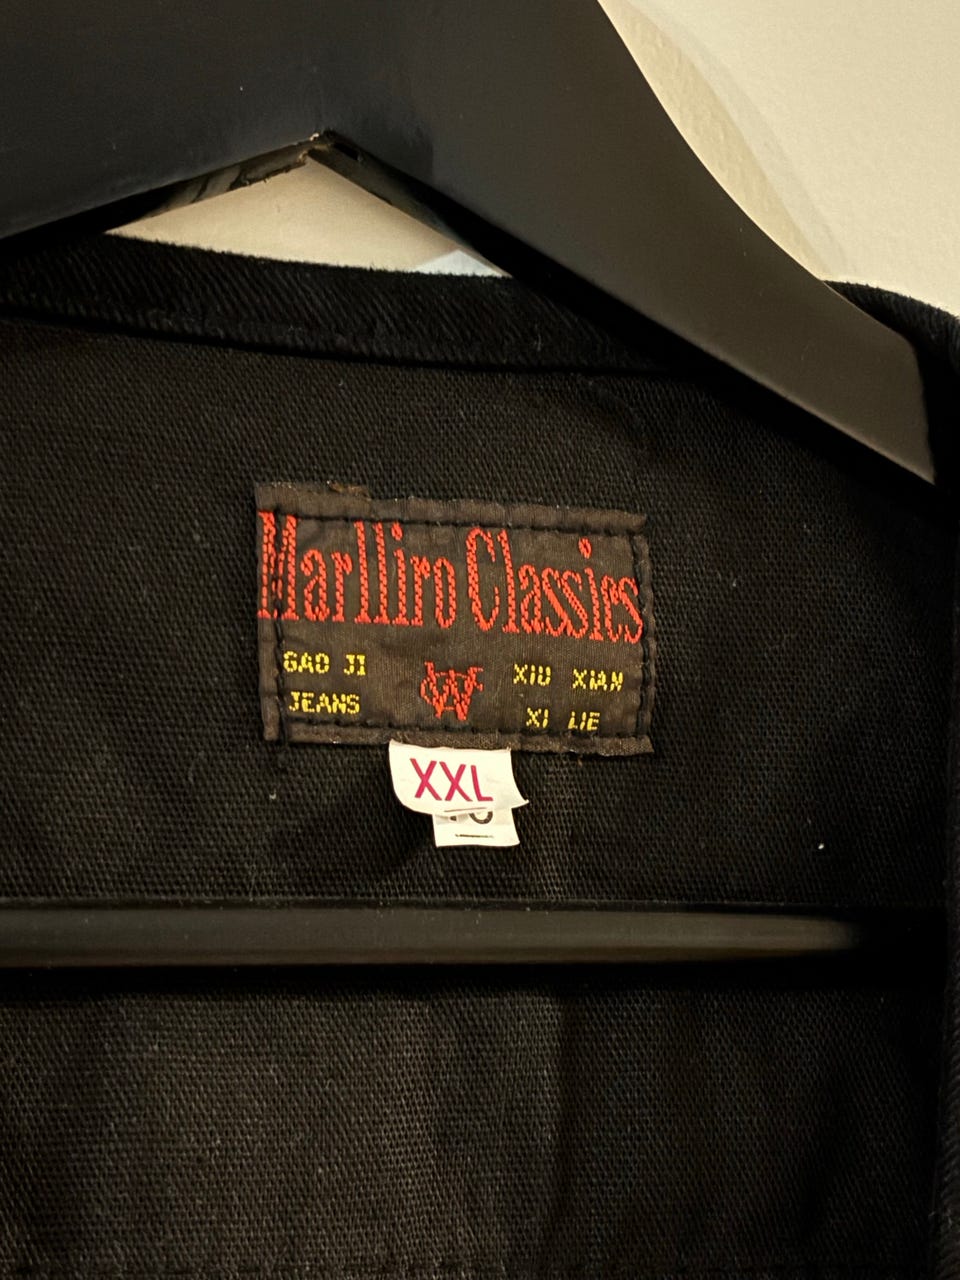 Marlliro Classics
GAO JI
JEANS
XIU XIAN
XI LIE
XXL